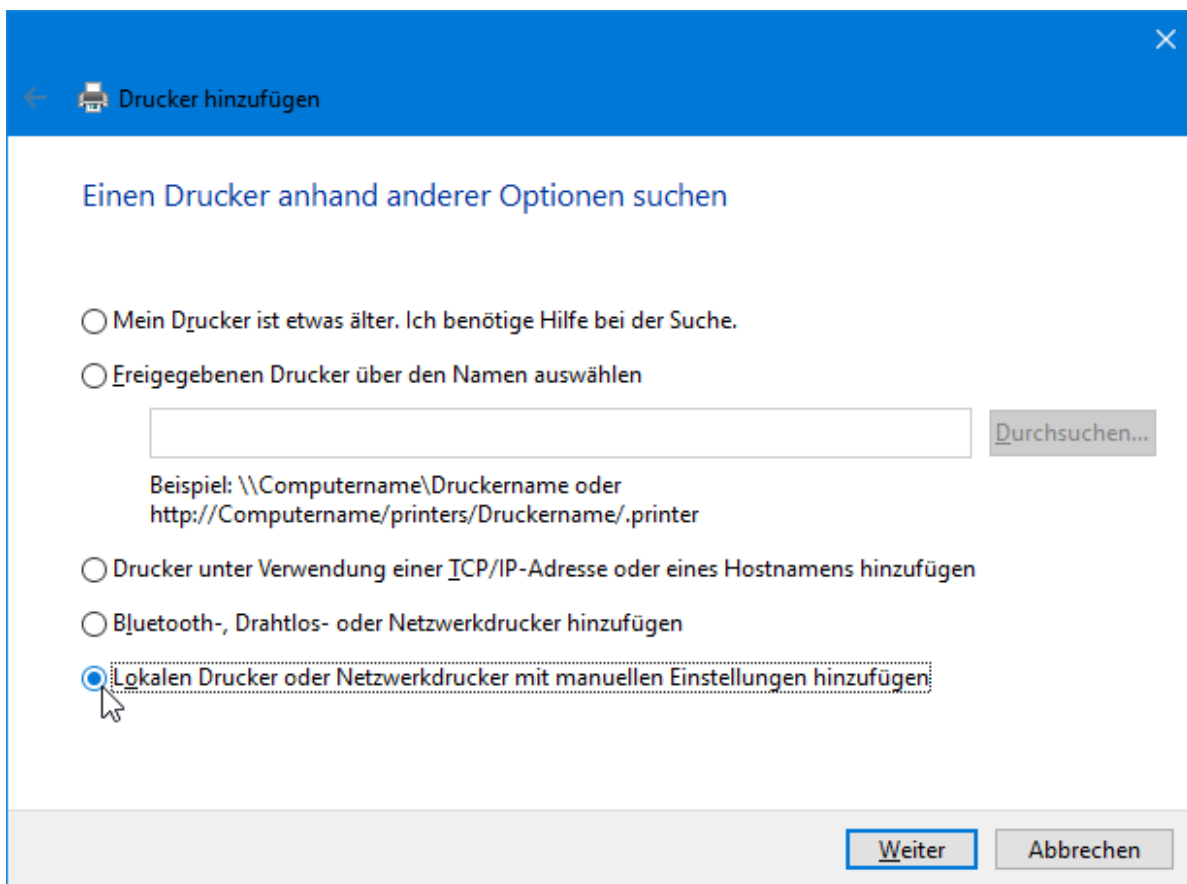 Drucker hinzufügen
Einen Drucker anhand anderer Optionen suchen
Mein Drucker ist etwas älter. Ich benötige Hilfe bei der Suche.
Freigegebenen Drucker über den Namen auswählen
Durchsuchen...
Beispiel: \\Computername\Druckername oder
http://Computername/printers/Druckername/.printer
Drucker unter Verwendung einer TCP/IP-Adresse oder eines Hostnamens hinzufügen
Bluetooth-, Drahtlos- oder Netzwerkdrucker hinzufügen
Lokalen Drucker oder Netzwerkdrucker mit manuellen Einstellungen hinzufügen
Weiter
Abbrechen